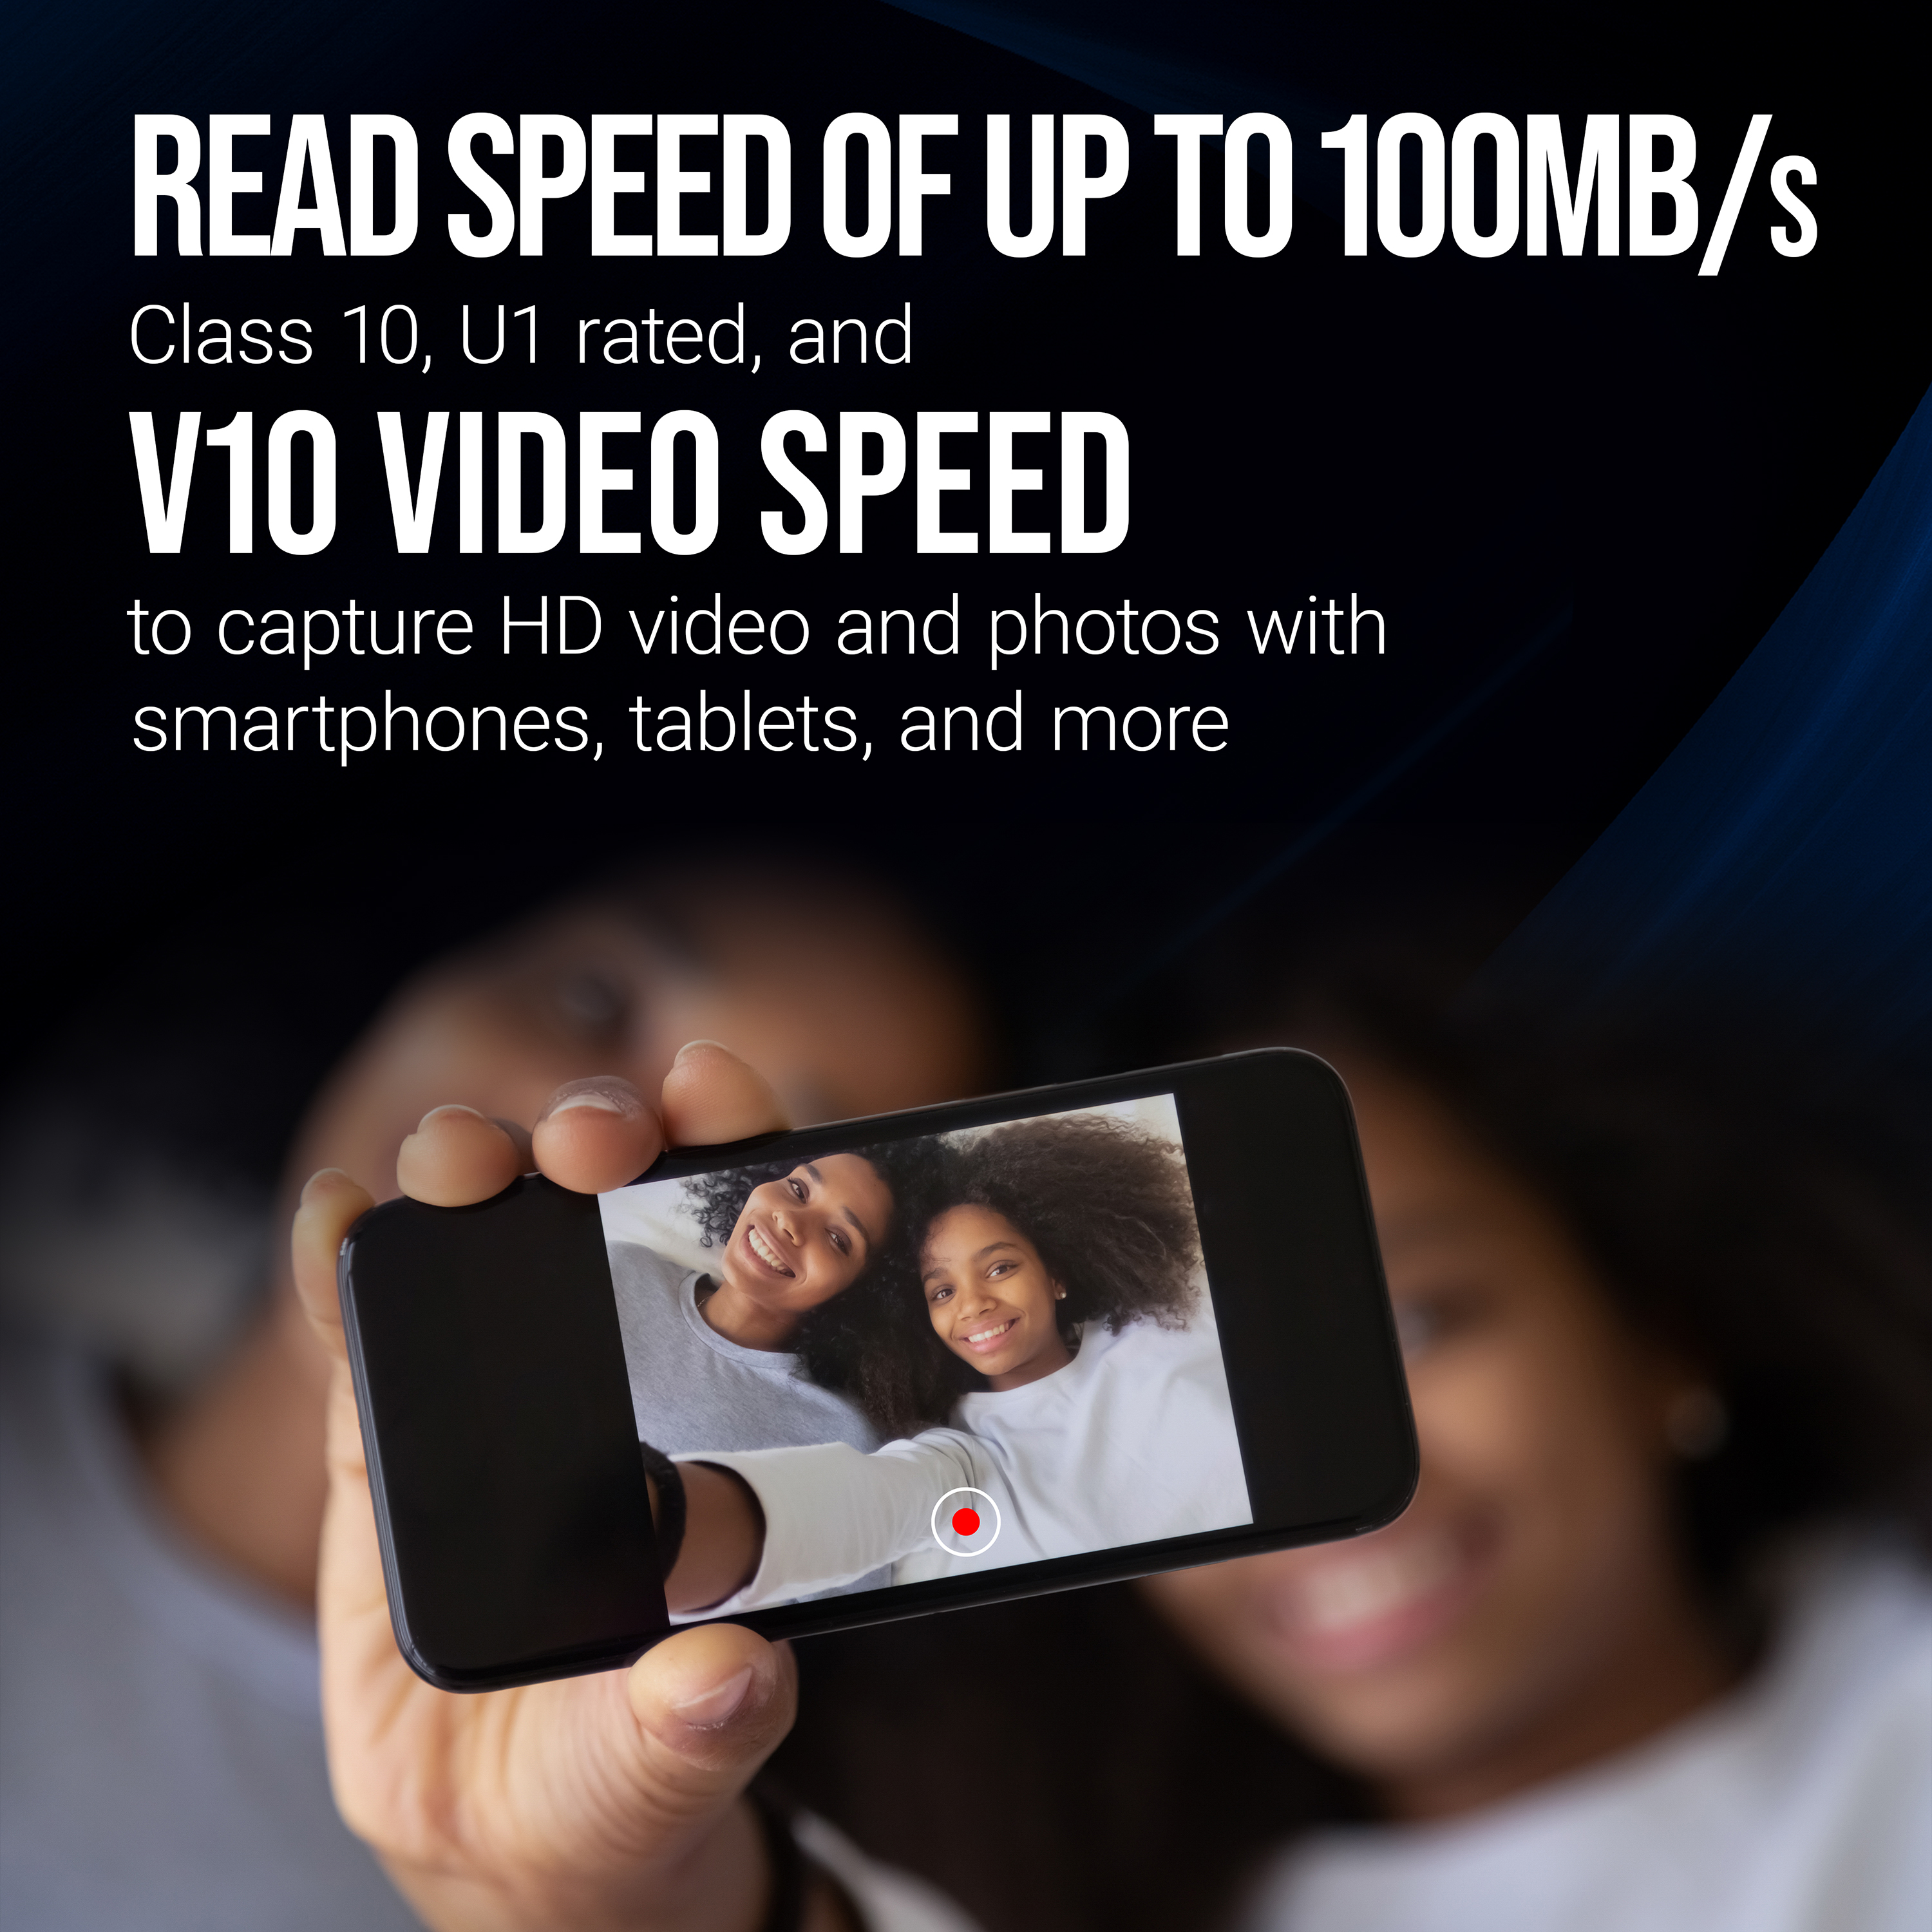 READ SPEED OF UP TO 100MB/s
Class 10, U1 rated, and
V10 VIDEO SPEED
to capture HD video and photos with
smartphones, tablets, and more